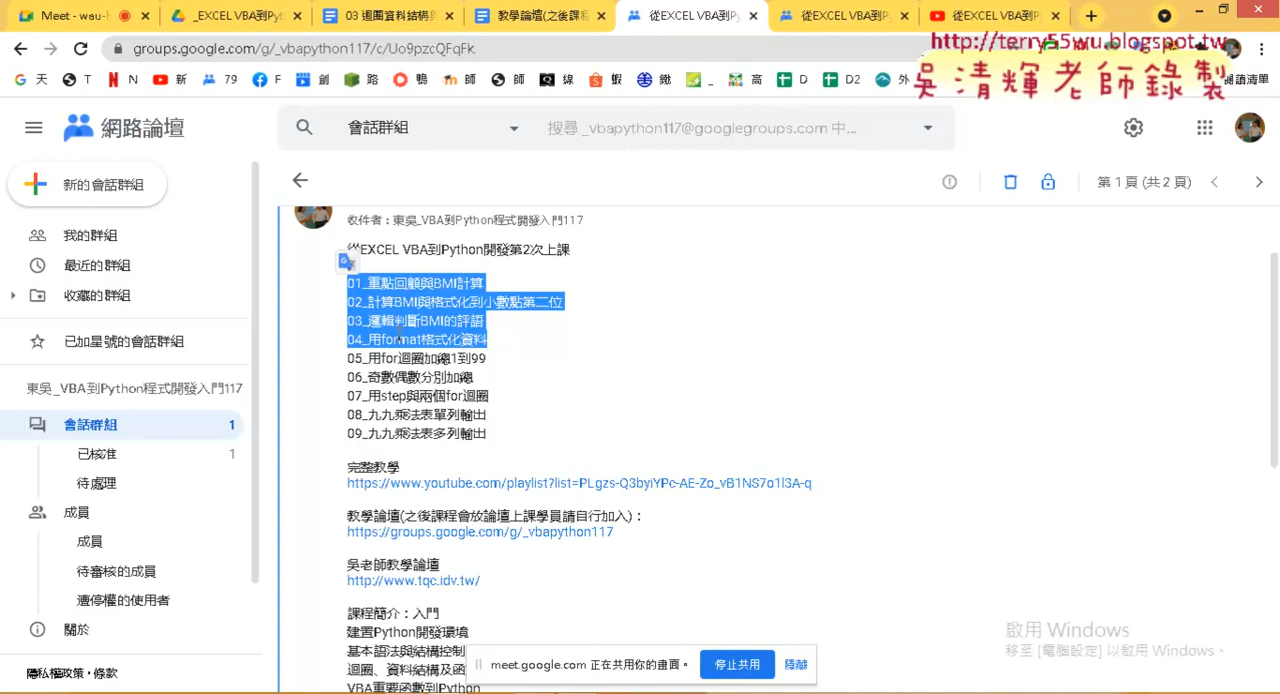 Meet - wau-
_EXCEL VBA到Py
03 迴圈資料結構與
教學論壇(之後課程
從EXCEL VBA到Py
從EXCEL VBA到Py
從EXCEL VBA到Py
groups.google.com/g/_vbapython117/c/Uo9pzcQFqFk
http://terry55wu.blogspot.tw
吳清輝老師錄製
天
T
新
79
F
創
路
鴨
師
師
線
蝦
鐵
_
高
D
D2
外
閱讀清單
網路論壇
會話群組
搜尋 _vbapython117@googlegroups.com 中...
新的會話群組
第 1 頁 (共 2 頁)
我的群組
最近的群組
收藏的群組
已加星號的會話群組
東吳_VBA到Python程式開發入門117
會話群組 1
已核准 1
待處理
成員
成員
待審核的成員
遭停權的使用者
關於
隱私權政策・條款
收件者：東吳_VBA到Python程式開發入門117
從EXCEL VBA到Python開發第2次上課
01_重點回顧與BMI計算
02_計算BMI與格式化到小數點第二位
03_邏輯判斷BMI的評語
04_用format格式化資料
05_用for迴圈加總1到99
06_奇數偶數分別加總
07_用step與兩個for迴圈
08_九九乘法表單列輸出
09_九九乘法表多列輸出
完整教學
https://www.youtube.com/playlist?list=PLgzs-Q3byiYPc-AE-Zo_vB1NS7o1l3A-q
教學論壇(之後課程會放論壇上課學員請自行加入)：
https://groups.google.com/g/_vbapython117
吳老師教學論壇
http://www.tqc.idv.tw/
課程簡介：入門
建置Python開發環境
基本語法與結構控制
迴圈、資料結構及函
VBA重要函數到Python
meet.google.com 正在共用你的畫面。
停止共用
隱藏
啟用 Windows
移至 [電腦設定] 以啟用 Windows。